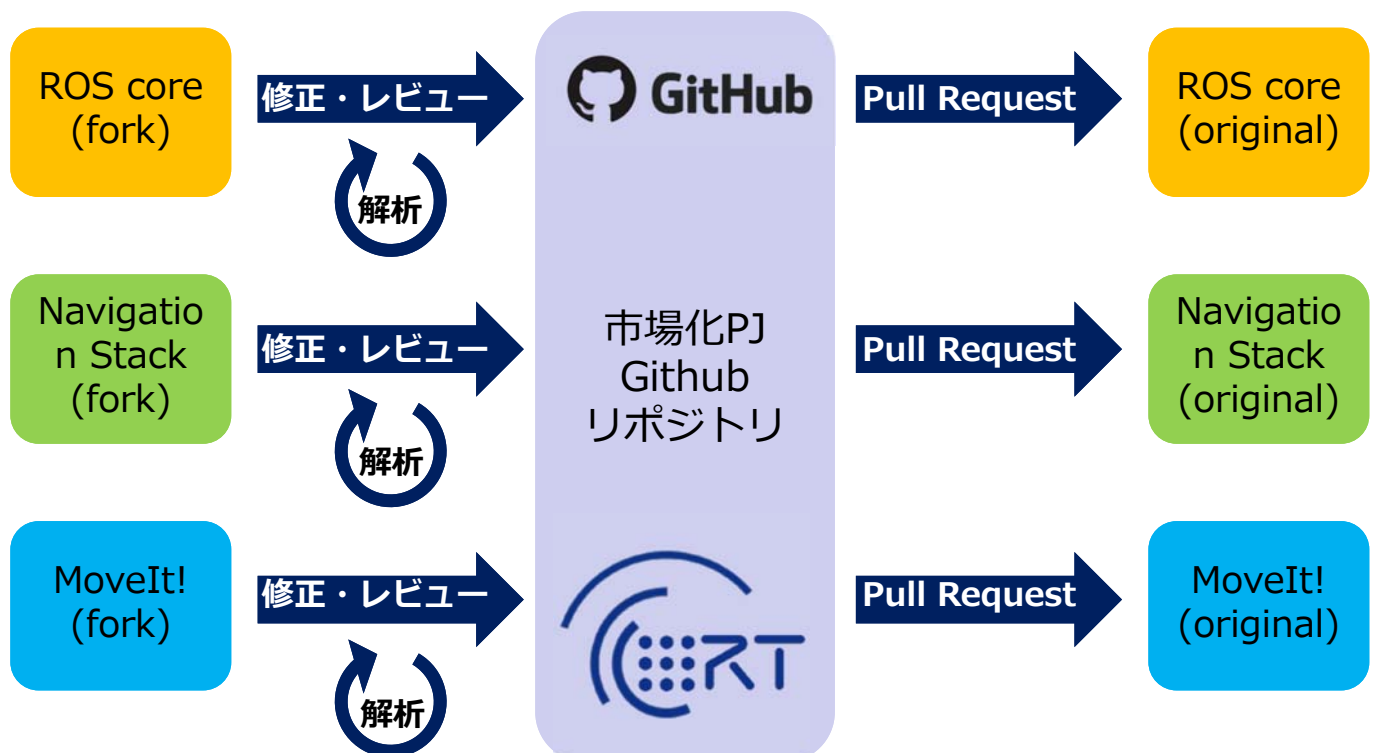 ROS core
(fork)
修正・レビュー
解析
GitHub
Pull Request
ROS core
(original)
Navigatio
n Stack
(fork)
修正・レビュー
解析
市場化PJ
Github
リポジトリ
Pull Request
Navigatio
n Stack
(original)
MoveIt!
(fork)
修正・レビュー
解析
RT
Pull Request
MoveIt!
(original)